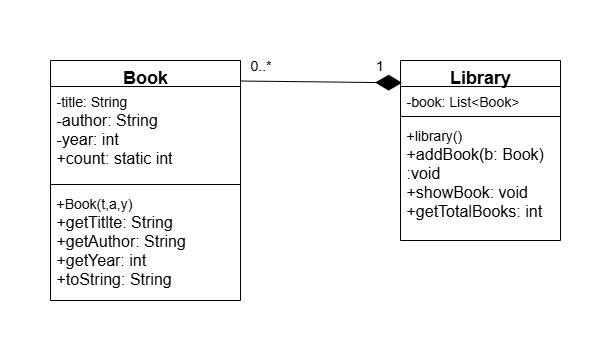 0..*
1
Book
-title: String
-author: String
-year: int
+count: static int
+Book(t,a,y)
+getTitlte: String
+getAuthor: String
+getYear: int
+toString: String
Library
-book: List<Book>
+library()
+addBook(b: Book)
:void
+showBook: void
+getTotalBooks: int